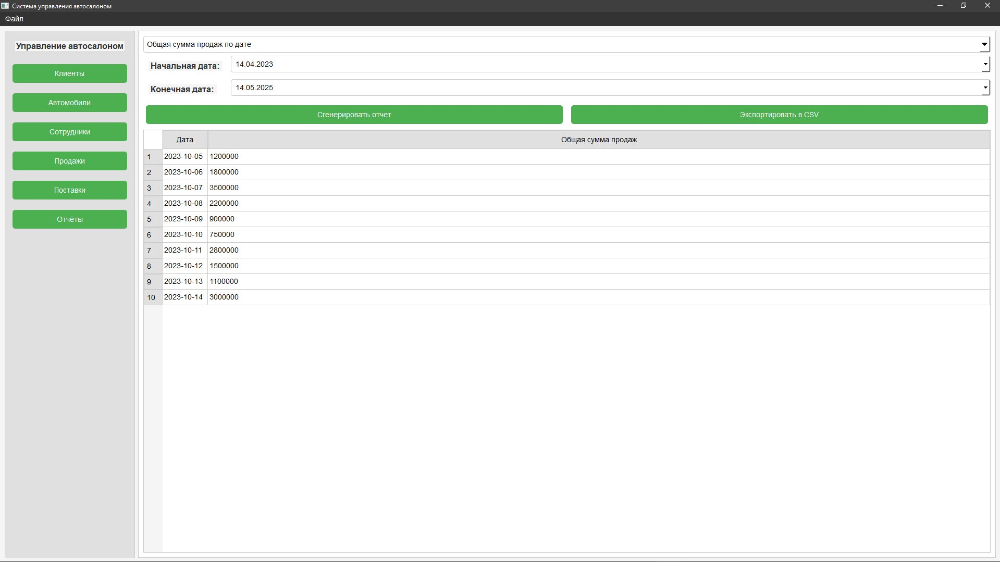 Система управления автосалоном
Файл
Управление автосалоном
Клиенты
Автомобили
Сотрудники
Продажи
Поставки
Отчёты
Общая сумма продаж по дате
Начальная дата: 14.04.2023
Конечная дата: 14.05.2025
Сгенерировать отчет Экспортировать в CSV
Дата Общая сумма продаж
1 2023-10-05 1200000
2 2023-10-06 1800000
3 2023-10-07 3500000
4 2023-10-08 2200000
5 2023-10-09 900000
6 2023-10-10 750000
7 2023-10-11 2800000
8 2023-10-12 1500000
9 2023-10-13 1100000
10 2023-10-14 3000000